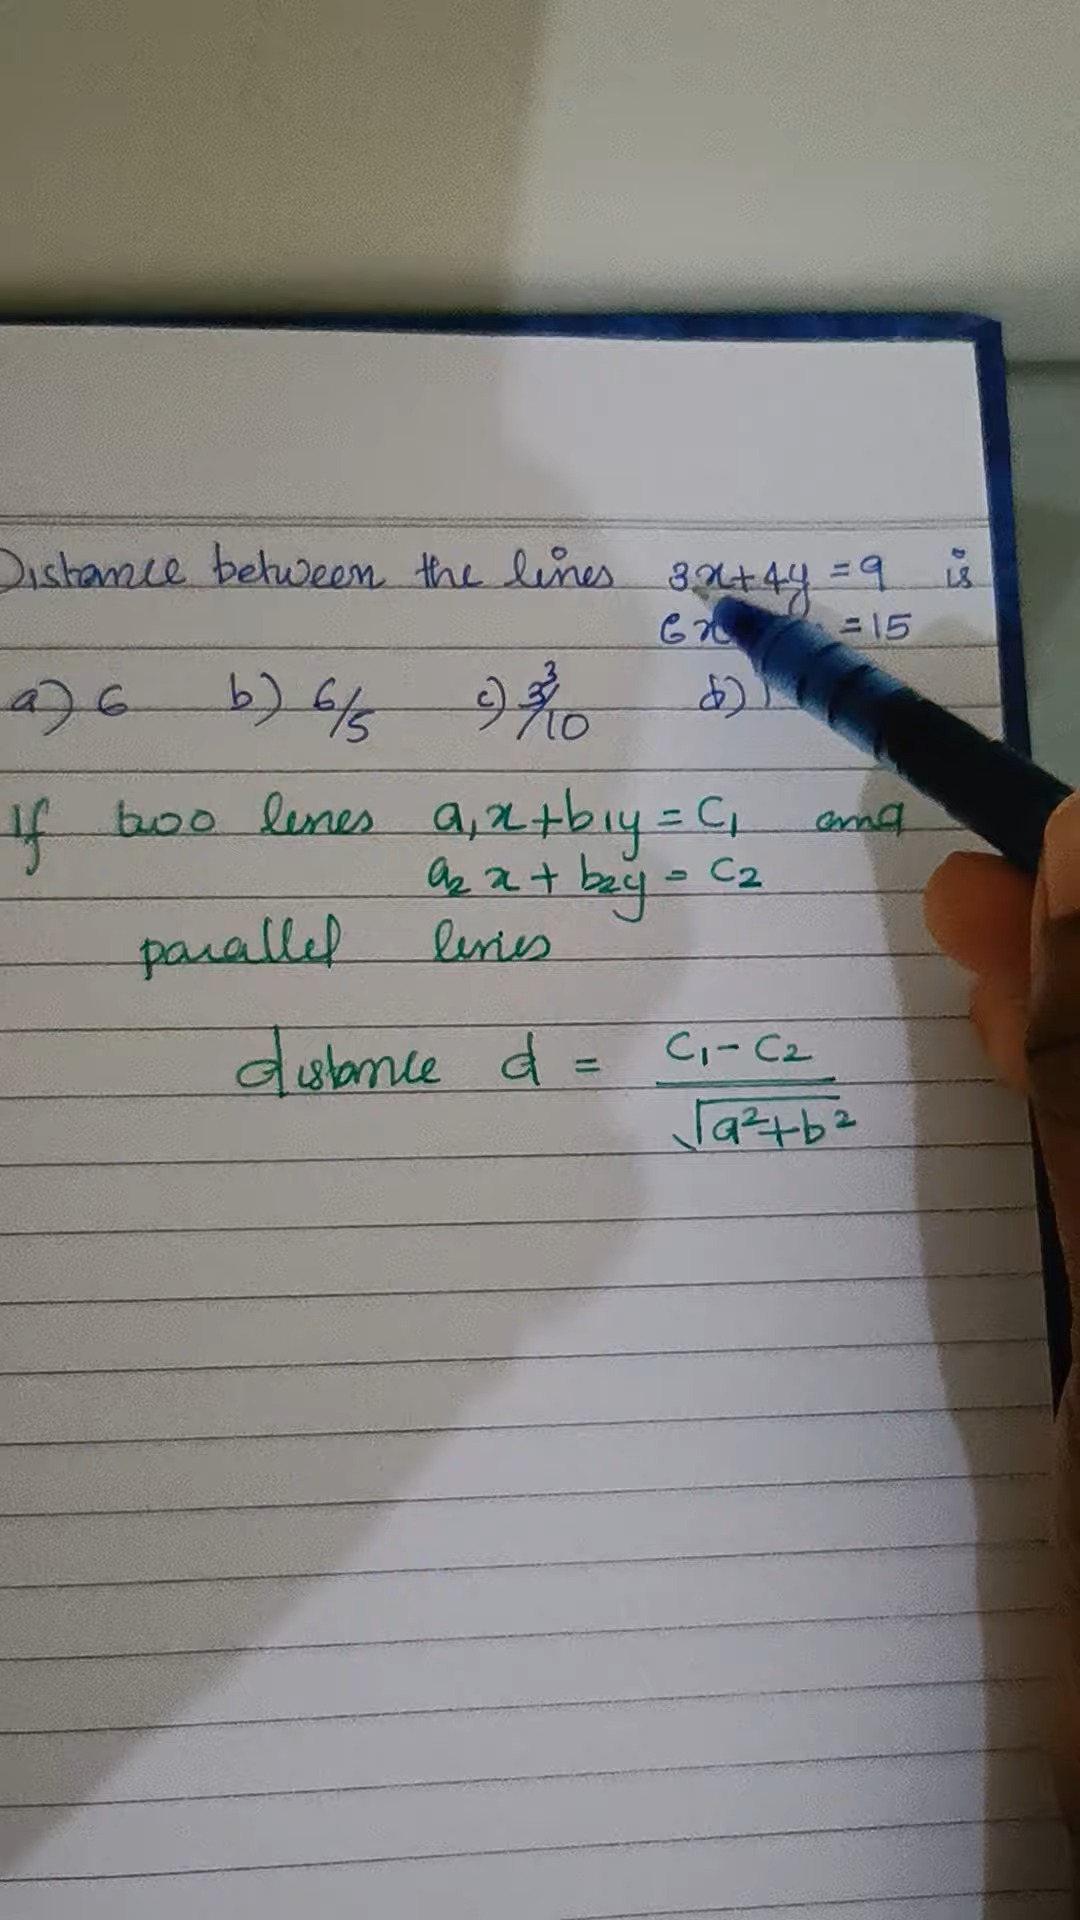 Distance between the lines 3x+4y=9 is
6x =15
a) 6 b) 6/5 c) 3/10 d)
If two lines a₁x+b₁y=C₁ and
a₂x+b₂y=C₂
parallel lines
distance d = C₁-C₂
√a²+b²